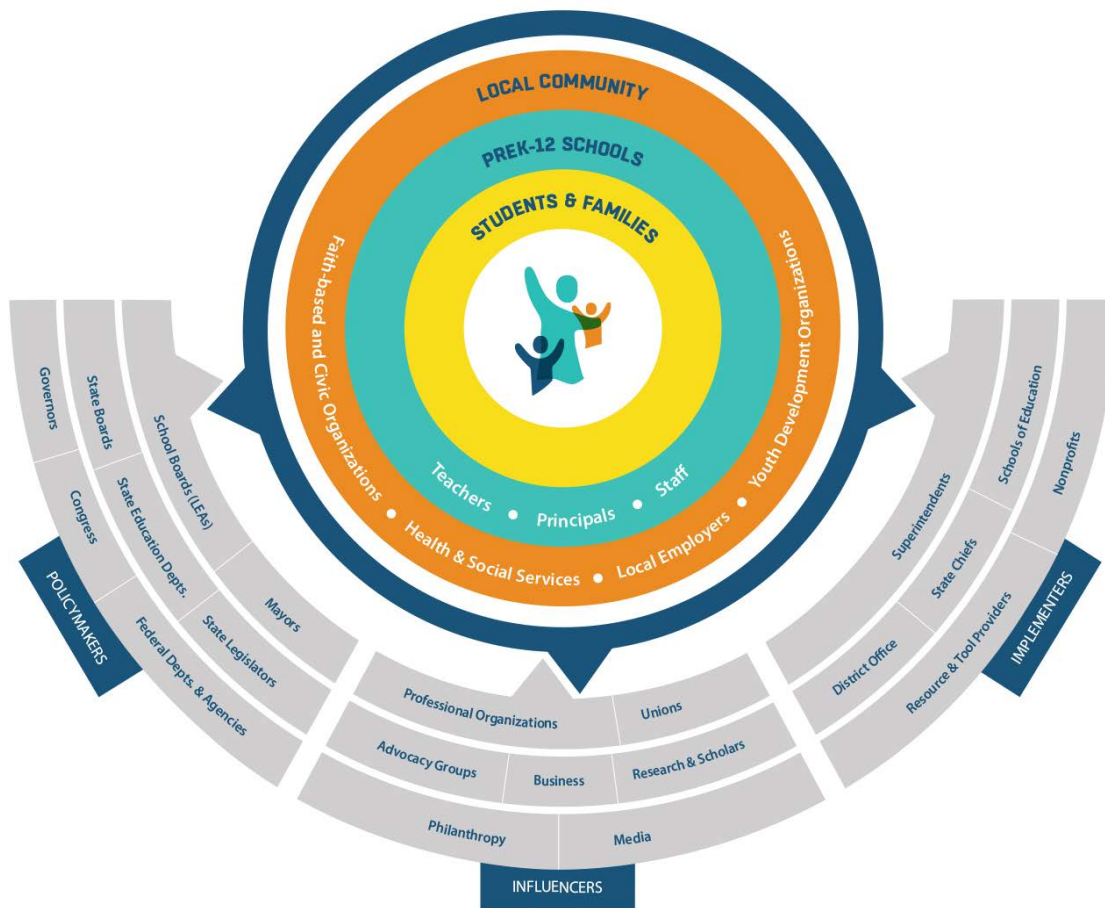 LOCAL COMMUNITY
PREK-12 SCHOOLS
STUDENTS & FAMILIES
Teachers • Principals • Staff
Faith-based and Civic Organizations • Health & Social Services • Local Employers • Youth Development Organizations
Governors
Congress
Federal Depts. & Agencies
State Boards
State Education Depts.
State Legislators
School Boards (LEAs)
Mayors
POLICYMAKERS
Professional Organizations
Unions
Advocacy Groups
Business
Research & Scholars
Philanthropy
Media
INFLUENCERS
Superintendents
District Office
State Chiefs
Schools of Education
Nonprofits
Resource & Tool Providers
IMPLEMENTERS